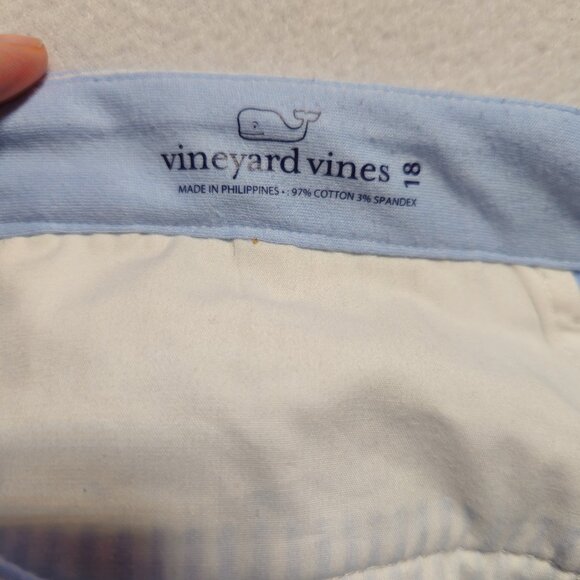 vineyard vines 18
MADE IN PHILIPPINES • : 97% COTTON 3% SPANDEX